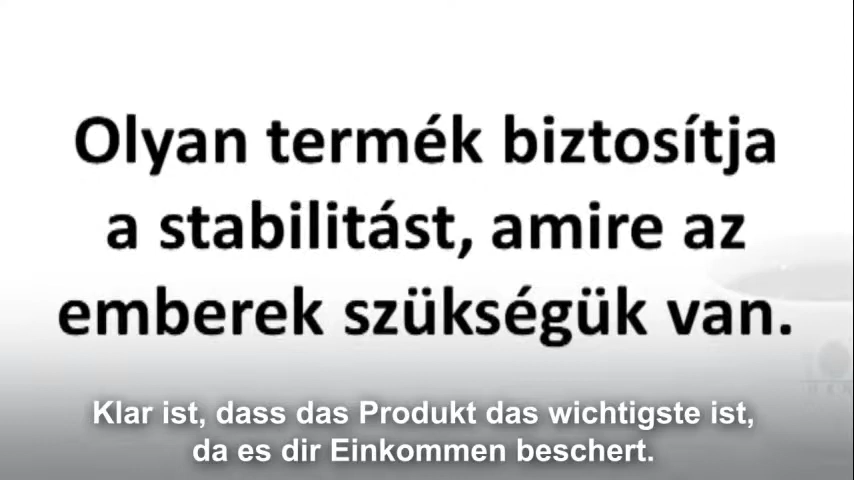 Olyan termék biztosítja
a stabilitást, amire az
emberek szükségük van.
Klar ist, dass das Produkt das wichtigste ist,
da es dir Einkommen beschert.